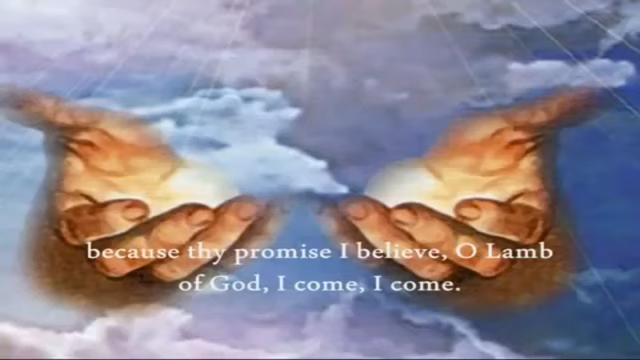 because thy promise I believe, O Lamb
of God, I come, I come.